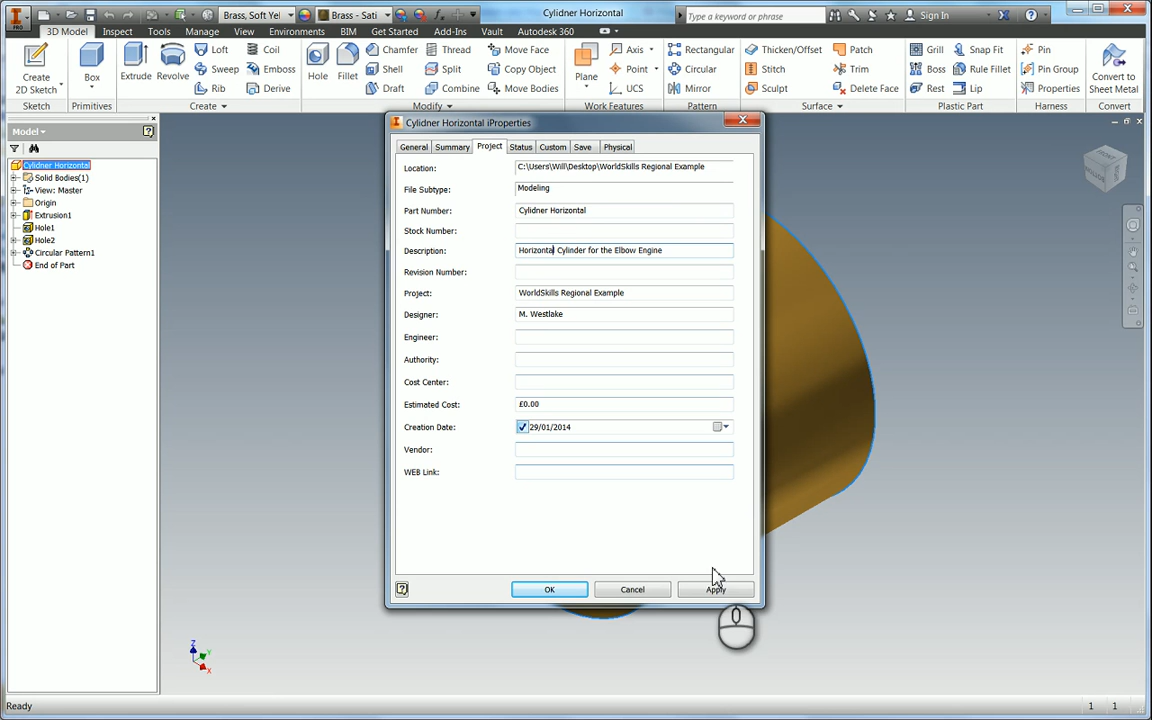 Brass, Soft Yel Brass - Sati Cylidner Horizontal Type a keyword or phrase Sign In
PRO 3D Model Inspect Tools Manage View Environments BIM Get Started Add-Ins Vault Autodesk 360
Create
2D Sketch
Sketch
Box
Primitives
Extrude Revolve Loft Coil
Sweep Emboss
Rib Derive
Create
Hole Fillet Chamfer Thread Move Face
Shell Split Copy Object
Draft Combine Move Bodies
Modify
Plane Axis
Point
UCS
Work Features
Rectangular
Circular
Mirror
Pattern
Thicken/Offset Patch
Stitch Trim
Sculpt Delete Face
Surface
Grill Snap Fit
Boss Rule Fillet
Rest Lip
Plastic Part
Pin
Pin Group
Properties
Harness
Convert to
Sheet Metal
Convert
Model
Cylidner Horizontal
Solid Bodies(1)
View: Master
Origin
Extrusion1
Hole1
Hole2
Circular Pattern1
End of Part
Cylidner Horizontal iProperties
General Summary Project Status Custom Save Physical
Location: C:\Users\Will\Desktop\WorldSkills Regional Example
File Subtype: Modeling
Part Number: Cylidner Horizontal
Stock Number:
Description: Horizontal Cylinder for the Elbow Engine
Revision Number:
Project: WorldSkills Regional Example
Designer: M. Westlake
Engineer:
Authority:
Cost Center:
Estimated Cost: £0.00
Creation Date: 29/01/2014
Vendor:
WEB Link:
OK Cancel Apply
Z
Y
X
Ready 1 1